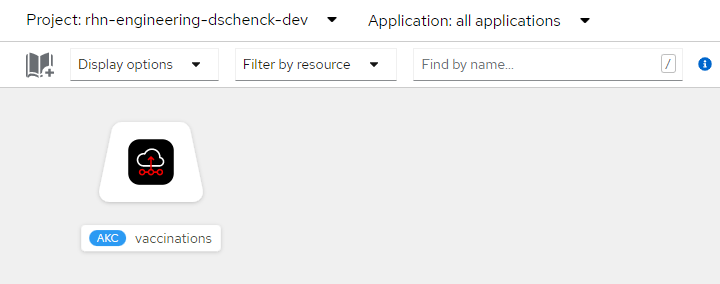 Project: rhn-engineering-dschenck-dev Application: all applications
Display options Filter by resource Find by name... /
AKC vaccinations